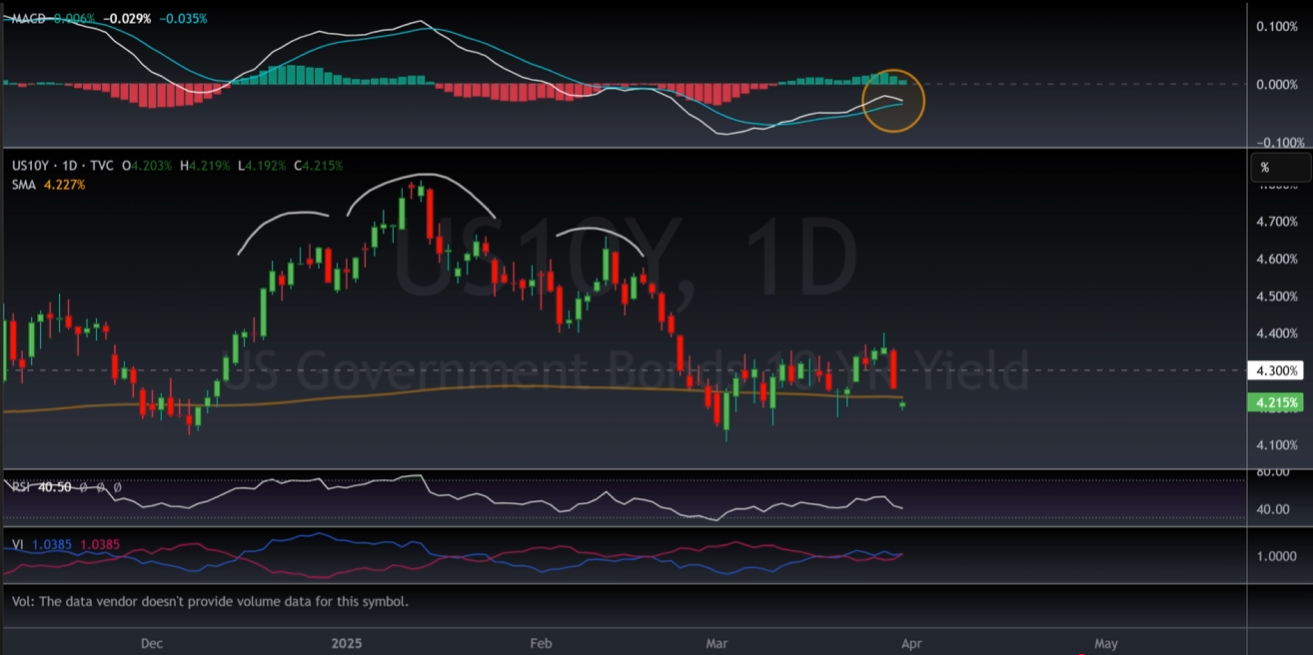 MACD 0.006% −0.029% −0.035%
0.100%
0.000%
−0.100%
US10Y · 1D · TVC O4.203% H4.219% L4.192% C4.215%
%
SMA 4.227%
4.700%
US10Y, 1D
4.600%
4.500%
4.400%
US Government Bonds 10 YR Yield
4.300%
4.215%
4.100%
RSI 40.50 ∅ ∅ ∅
80.00
40.00
VI 1.0385 1.0385
1.0000
Vol: The data vendor doesn't provide volume data for this symbol.
Dec 2025 Feb Mar Apr May